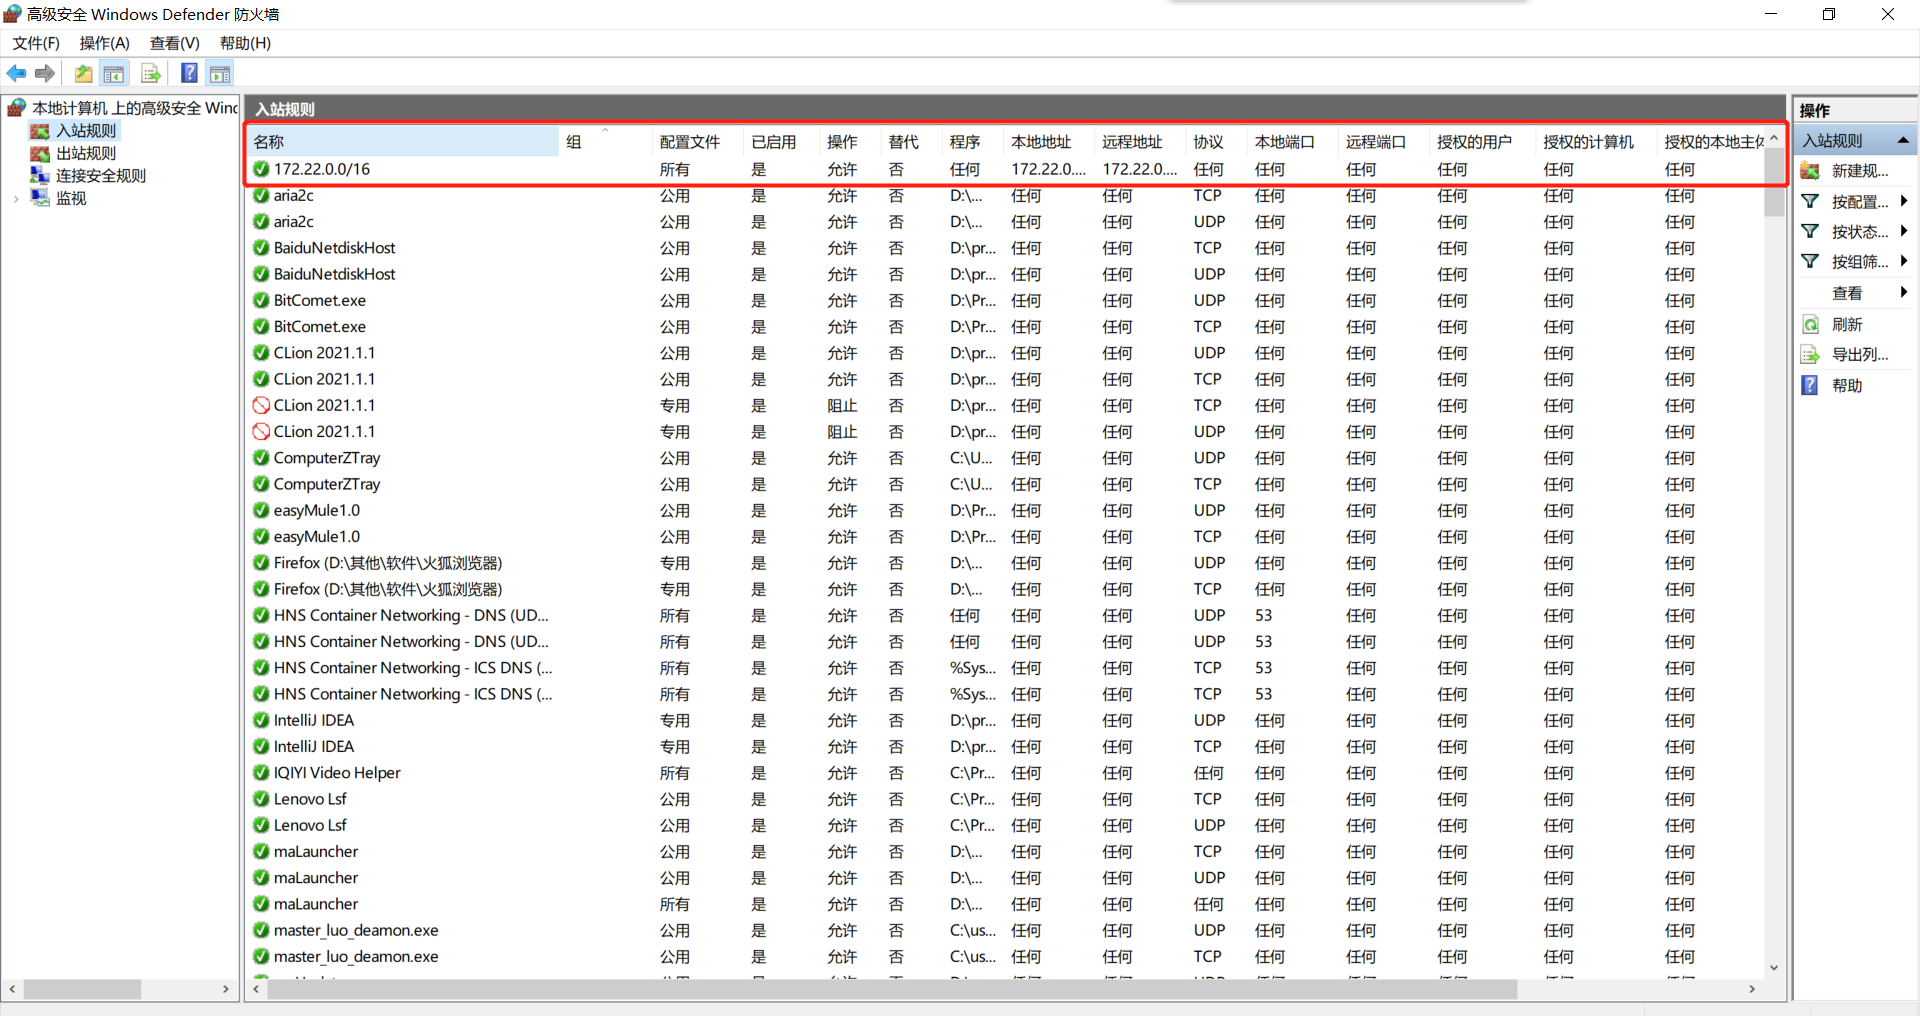 高级安全 Windows Defender 防火墙
文件(F) 操作(A) 查看(V) 帮助(H)
本地计算机 上的高级安全 Wind
入站规则
出站规则
连接安全规则
监视
入站规则
名称 组 配置文件 已启用 操作 替代 程序 本地地址 远程地址 协议 本地端口 远程端口 授权的用户 授权的计算机 授权的本地主体
172.22.0.0/16 所有 是 允许 否 任何 172.22.0.... 172.22.0.... 任何 任何 任何 任何 任何 任何
aria2c 公用 是 允许 否 D:\... 任何 任何 TCP 任何 任何 任何 任何 任何
aria2c 公用 是 允许 否 D:\... 任何 任何 UDP 任何 任何 任何 任何 任何
BaiduNetdiskHost 公用 是 允许 否 D:\pr... 任何 任何 TCP 任何 任何 任何 任何 任何
BaiduNetdiskHost 公用 是 允许 否 D:\pr... 任何 任何 UDP 任何 任何 任何 任何 任何
BitComet.exe 公用 是 允许 否 D:\Pr... 任何 任何 UDP 任何 任何 任何 任何 任何
BitComet.exe 公用 是 允许 否 D:\Pr... 任何 任何 TCP 任何 任何 任何 任何 任何
CLion 2021.1.1 公用 是 允许 否 D:\pr... 任何 任何 UDP 任何 任何 任何 任何 任何
CLion 2021.1.1 公用 是 允许 否 D:\pr... 任何 任何 TCP 任何 任何 任何 任何 任何
CLion 2021.1.1 专用 是 阻止 否 D:\pr... 任何 任何 TCP 任何 任何 任何 任何 任何
CLion 2021.1.1 专用 是 阻止 否 D:\pr... 任何 任何 UDP 任何 任何 任何 任何 任何
ComputerZTray 公用 是 允许 否 C:\U... 任何 任何 UDP 任何 任何 任何 任何 任何
ComputerZTray 公用 是 允许 否 C:\U... 任何 任何 TCP 任何 任何 任何 任何 任何
easyMule1.0 公用 是 允许 否 D:\Pr... 任何 任何 UDP 任何 任何 任何 任何 任何
easyMule1.0 公用 是 允许 否 D:\Pr... 任何 任何 TCP 任何 任何 任何 任何 任何
Firefox (D:\其他\软件\火狐浏览器) 专用 是 允许 否 D:\... 任何 任何 UDP 任何 任何 任何 任何 任何
Firefox (D:\其他\软件\火狐浏览器) 专用 是 允许 否 D:\... 任何 任何 TCP 任何 任何 任何 任何 任何
HNS Container Networking - DNS (UD... 所有 是 允许 否 任何 任何 任何 UDP 53 任何 任何 任何 任何
HNS Container Networking - DNS (UD... 所有 是 允许 否 任何 任何 任何 UDP 53 任何 任何 任何 任何
HNS Container Networking - ICS DNS (... 所有 是 允许 否 %Sys... 任何 任何 TCP 53 任何 任何 任何 任何
HNS Container Networking - ICS DNS (... 所有 是 允许 否 %Sys... 任何 任何 TCP 53 任何 任何 任何 任何
IntelliJ IDEA 专用 是 允许 否 D:\pr... 任何 任何 UDP 任何 任何 任何 任何 任何
IntelliJ IDEA 专用 是 允许 否 D:\pr... 任何 任何 TCP 任何 任何 任何 任何 任何
IQIYI Video Helper 所有 是 允许 否 C:\Pr... 任何 任何 任何 任何 任何 任何 任何 任何
Lenovo Lsf 公用 是 允许 否 C:\Pr... 任何 任何 TCP 任何 任何 任何 任何 任何
Lenovo Lsf 公用 是 允许 否 C:\Pr... 任何 任何 UDP 任何 任何 任何 任何 任何
maLauncher 公用 是 允许 否 D:\... 任何 任何 TCP 任何 任何 任何 任何 任何
maLauncher 公用 是 允许 否 D:\... 任何 任何 UDP 任何 任何 任何 任何 任何
maLauncher 所有 是 允许 否 D:\... 任何 任何 任何 任何 任何 任何 任何 任何
master_luo_deamon.exe 公用 是 允许 否 C:\us... 任何 任何 UDP 任何 任何 任何 任何 任何
master_luo_deamon.exe 公用 是 允许 否 C:\us... 任何 任何 TCP 任何 任何 任何 任何 任何
操作
入站规则
新建规...
按配置...
按状态...
按组筛...
查看
刷新
导出列...
帮助